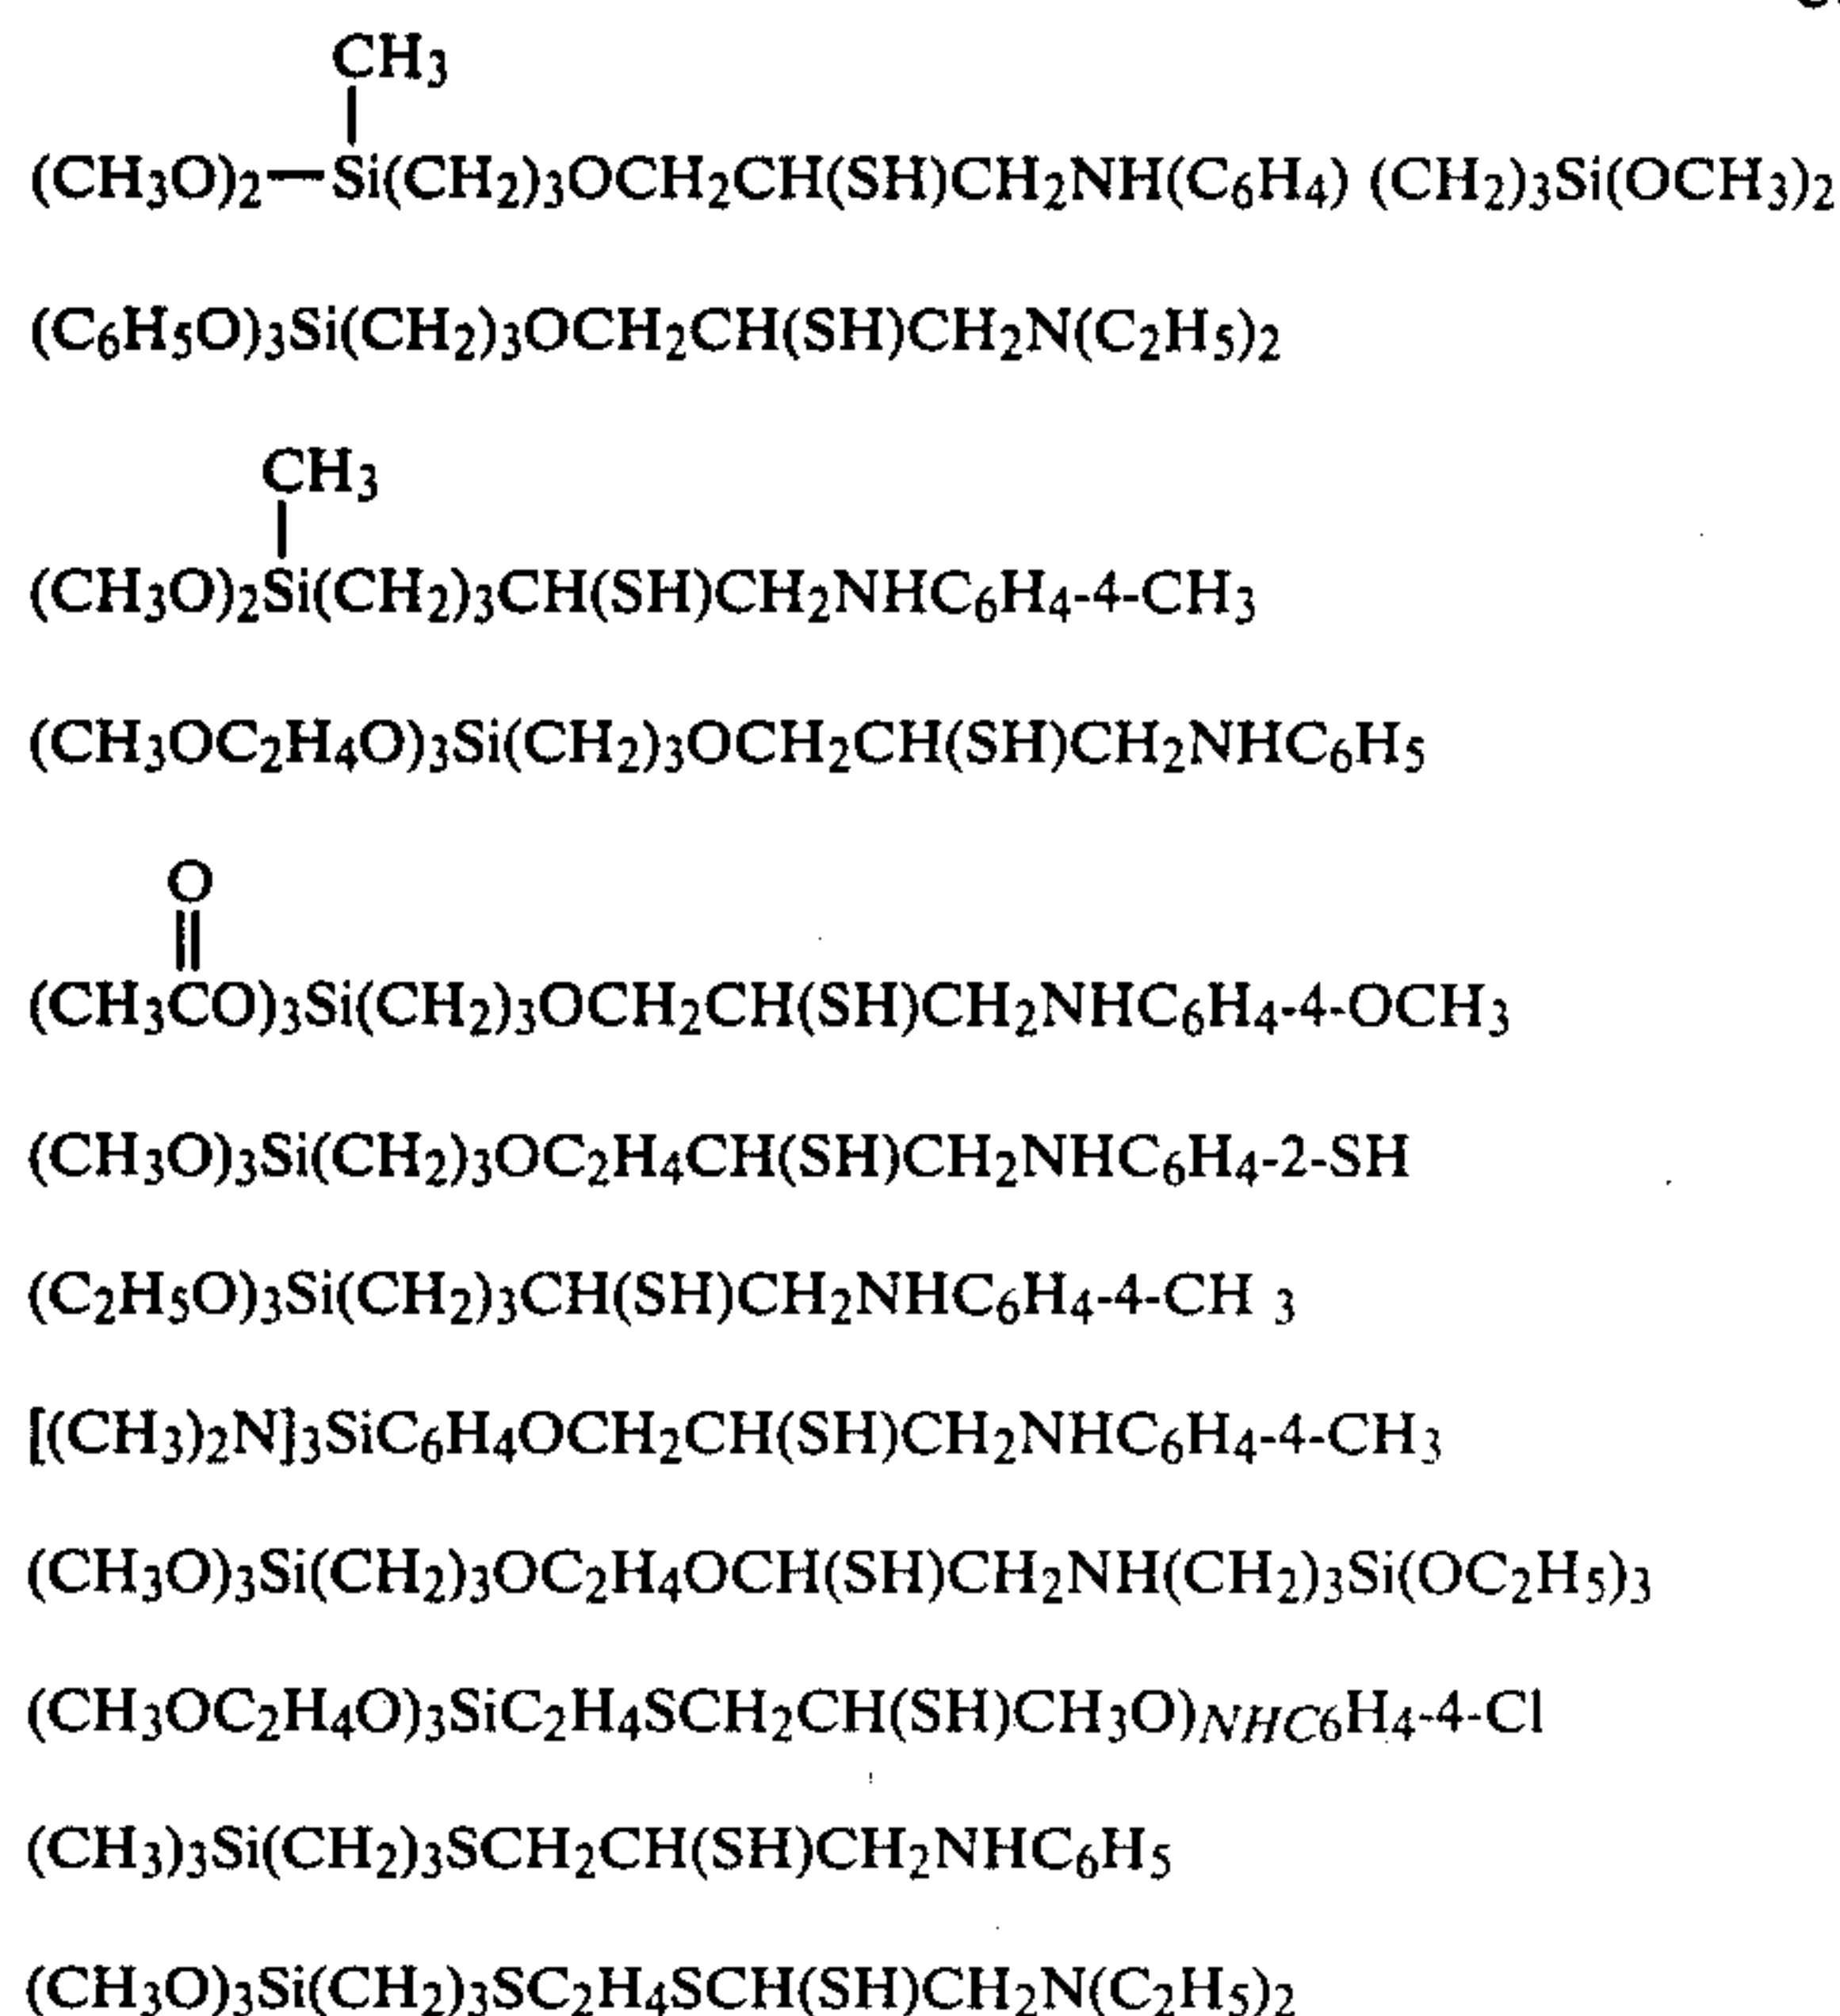 CH₃
(CH₃O)₂—Si(CH₂)₃OCH₂CH(SH)CH₂NH(C₆H₄) (CH₂)₃Si(OCH₃)₂
(C₆H₅O)₃Si(CH₂)₃OCH₂CH(SH)CH₂N(C₂H₅)₂
CH₃
(CH₃O)₂Si(CH₂)₃CH(SH)CH₂NHC₆H₄-4-CH₃
(CH₃OC₂H₄O)₃Si(CH₂)₃OCH₂CH(SH)CH₂NHC₆H₅
O
(CH₃CO)₃Si(CH₂)₃OCH₂CH(SH)CH₂NHC₆H₄-4-OCH₃
(CH₃O)₃Si(CH₂)₃OC₂H₄CH(SH)CH₂NHC₆H₄-2-SH
(C₂H₅O)₃Si(CH₂)₃CH(SH)CH₂NHC₆H₄-4-CH ₃
[(CH₃)₂N]₃SiC₆H₄OCH₂CH(SH)CH₂NHC₆H₄-4-CH₃
(CH₃O)₃Si(CH₂)₃OC₂H₄OCH(SH)CH₂NH(CH₂)₃Si(OC₂H₅)₃
(CH₃OC₂H₄O)₃SiC₂H₄SCH₂CH(SH)CH₃O)NHC₆H₄-4-Cl
(CH₃)₃Si(CH₂)₃SCH₂CH(SH)CH₂NHC₆H₅
(CH₃O)₃Si(CH₂)₃SC₂H₄SCH(SH)CH₂N(C₂H₅)₂